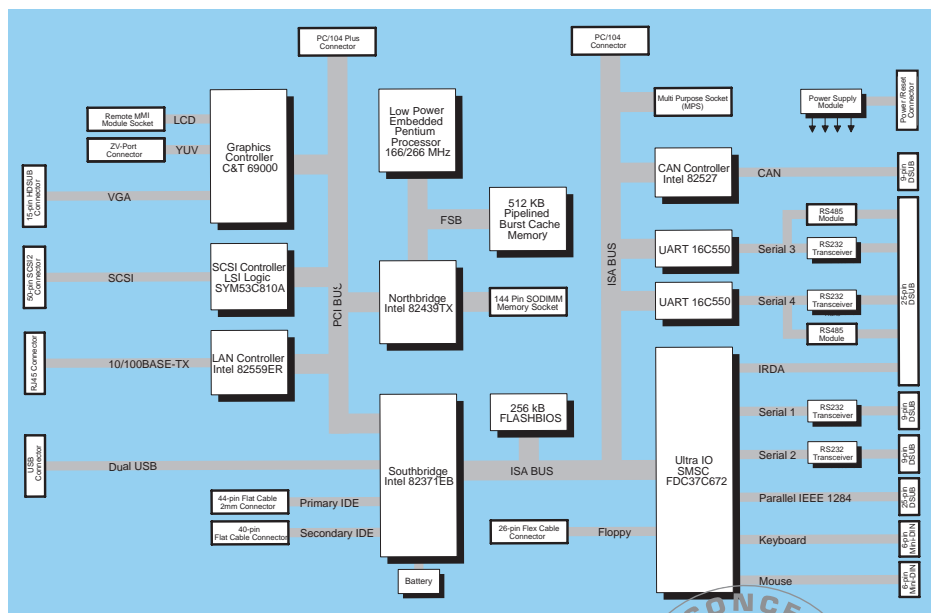 PC/104 Plus
Connector
PC/104
Connector
Remote MMI
Module Socket
LCD
ZV-Port
Connector
YUV
Graphics
Controller
C&T 69000
15-pin HDSUB
Connector
VGA
Low Power
Embedded
Pentium
Processor
166/266 MHz
512 KB
Pipelined
Burst Cache
Memory
FSB
50-pin SCSI2
Connector
SCSI
SCSI Controller
LSI Logic
SYM53C810A
PCI BUS
Northbridge
Intel 82439TX
144 Pin SODIMM
Memory Socket
RJ45 Connector
10/100BASE-TX
LAN Controller
Intel 82559ER
256 kB
FLASHBIOS
USB
Connector
Dual USB
Southbridge
Intel 82371EB
ISA BUS
44-pin Flat Cable
2mm Connector
Primary IDE
40-pin
Flat Cable Connector
Secondary IDE
Battery
26-pin Flex Cable
Connector
Floppy
ISA BUS
Multi Purpose Socket
(MPS)
Power Supply
Module
Power /Reset
Connector
CAN Controller
Intel 82527
CAN
9-pin
DSUB
UART 16C550
Serial 3
RS485
Module
RS232
Transceiver
UART 16C550
Serial 4
RS232
Transceiver
RS485
Module
25-pin
DSUB
Ultra IO
SMSC
FDC37C672
IRDA
Serial 1
RS232
Transceiver
9-pin
DSUB
Serial 2
RS232
Transceiver
9-pin
DSUB
Parallel IEEE 1284
25-pin
DSUB
Keyboard
6-pin
Mini-DIN
Mouse
6-pin
Mini-DIN
CONCE